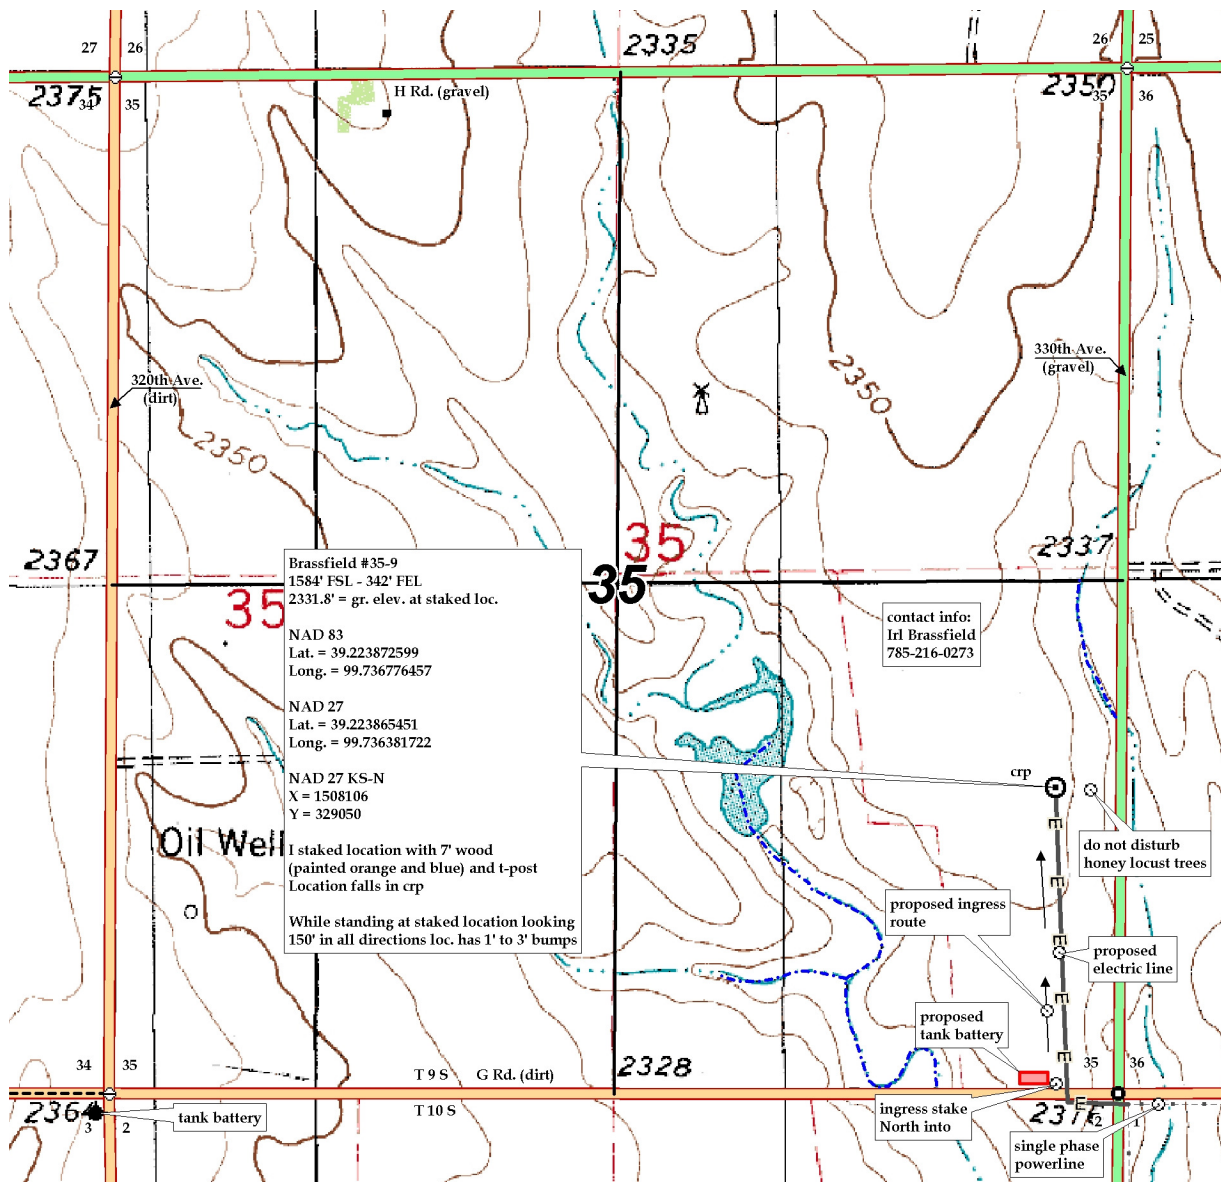 27
26
2335
26
25
2375
34
35
H Rd. (gravel)
2350
35
36
330th Ave.
(gravel)
320th Ave.
(dirt)
2350
2350
2367
35
2337
35
35
Brassfield #35-9
1584' FSL - 342' FEL
2331.8' = gr. elev. at staked loc.
NAD 83
Lat. = 39.223872599
Long. = 99.736776457
NAD 27
Lat. = 39.223865451
Long. = 99.736381722
NAD 27 KS-N
X = 1508106
Y = 329050
I staked location with 7' wood
(painted orange and blue) and t-post
Location falls in crp
While standing at staked location looking
150' in all directions loc. has 1' to 3' bumps
contact info:
Irl Brassfield
785-216-0273
crp
Oil Well
do not disturb
honey locust trees
proposed ingress
route
E
E
E
E
E
E
proposed
electric line
proposed
tank battery
34
35
T 9 S
G Rd. (dirt)
2328
35
36
2364
T 10 S
tank battery
3
2
ingress stake
North into
2
1
single phase
powerline